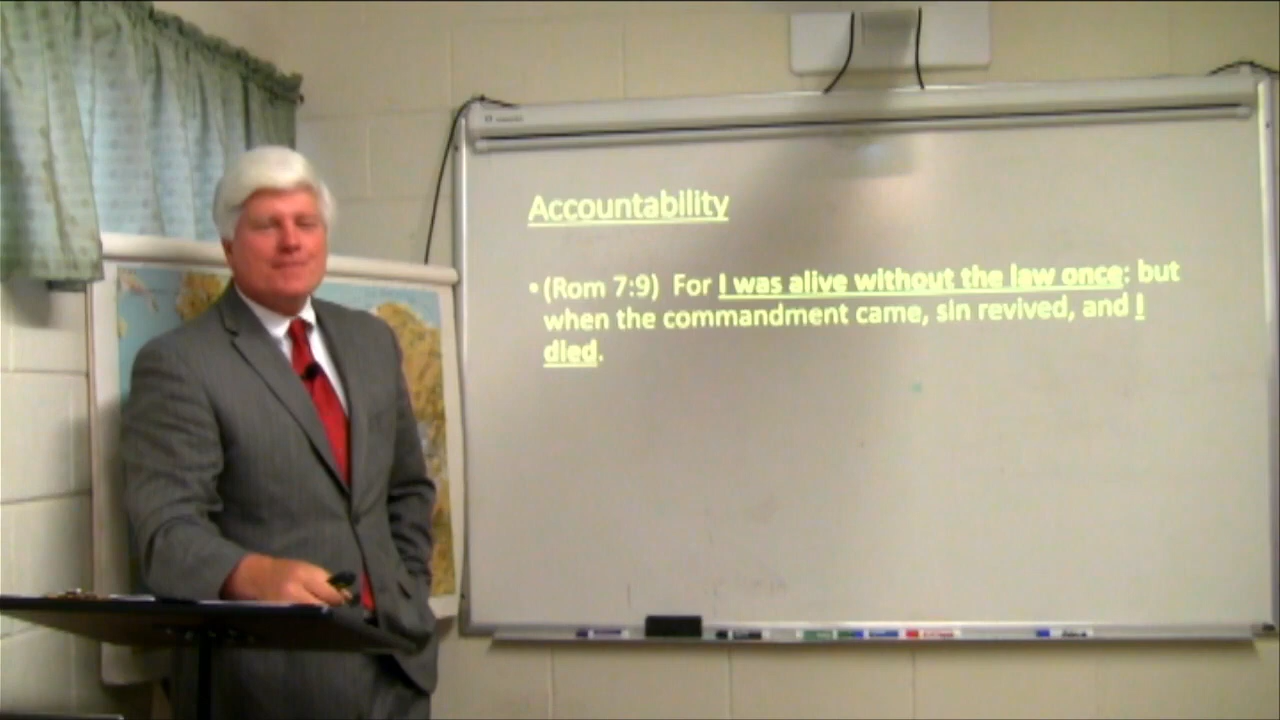 Accountability
• (Rom 7:9) For I was alive without the law once: but
when the commandment came, sin revived, and I
died.